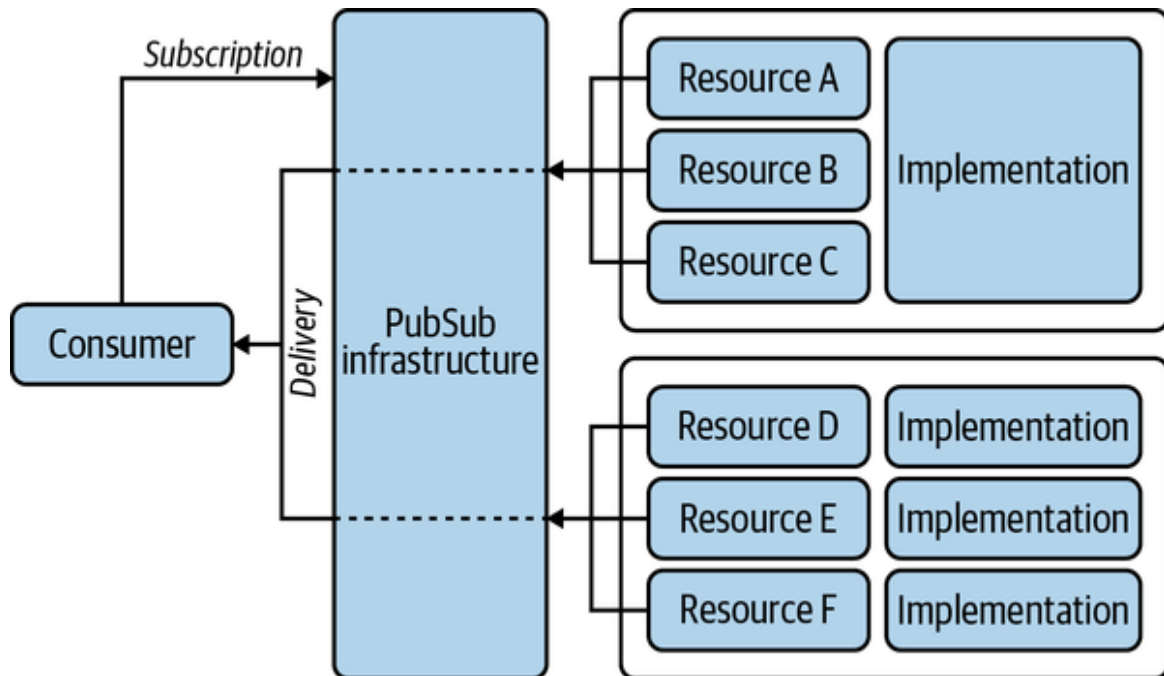 Subscription
Consumer
Delivery
PubSub
infrastructure
Resource A
Resource B
Resource C
Implementation
Resource D
Implementation
Resource E
Implementation
Resource F
Implementation